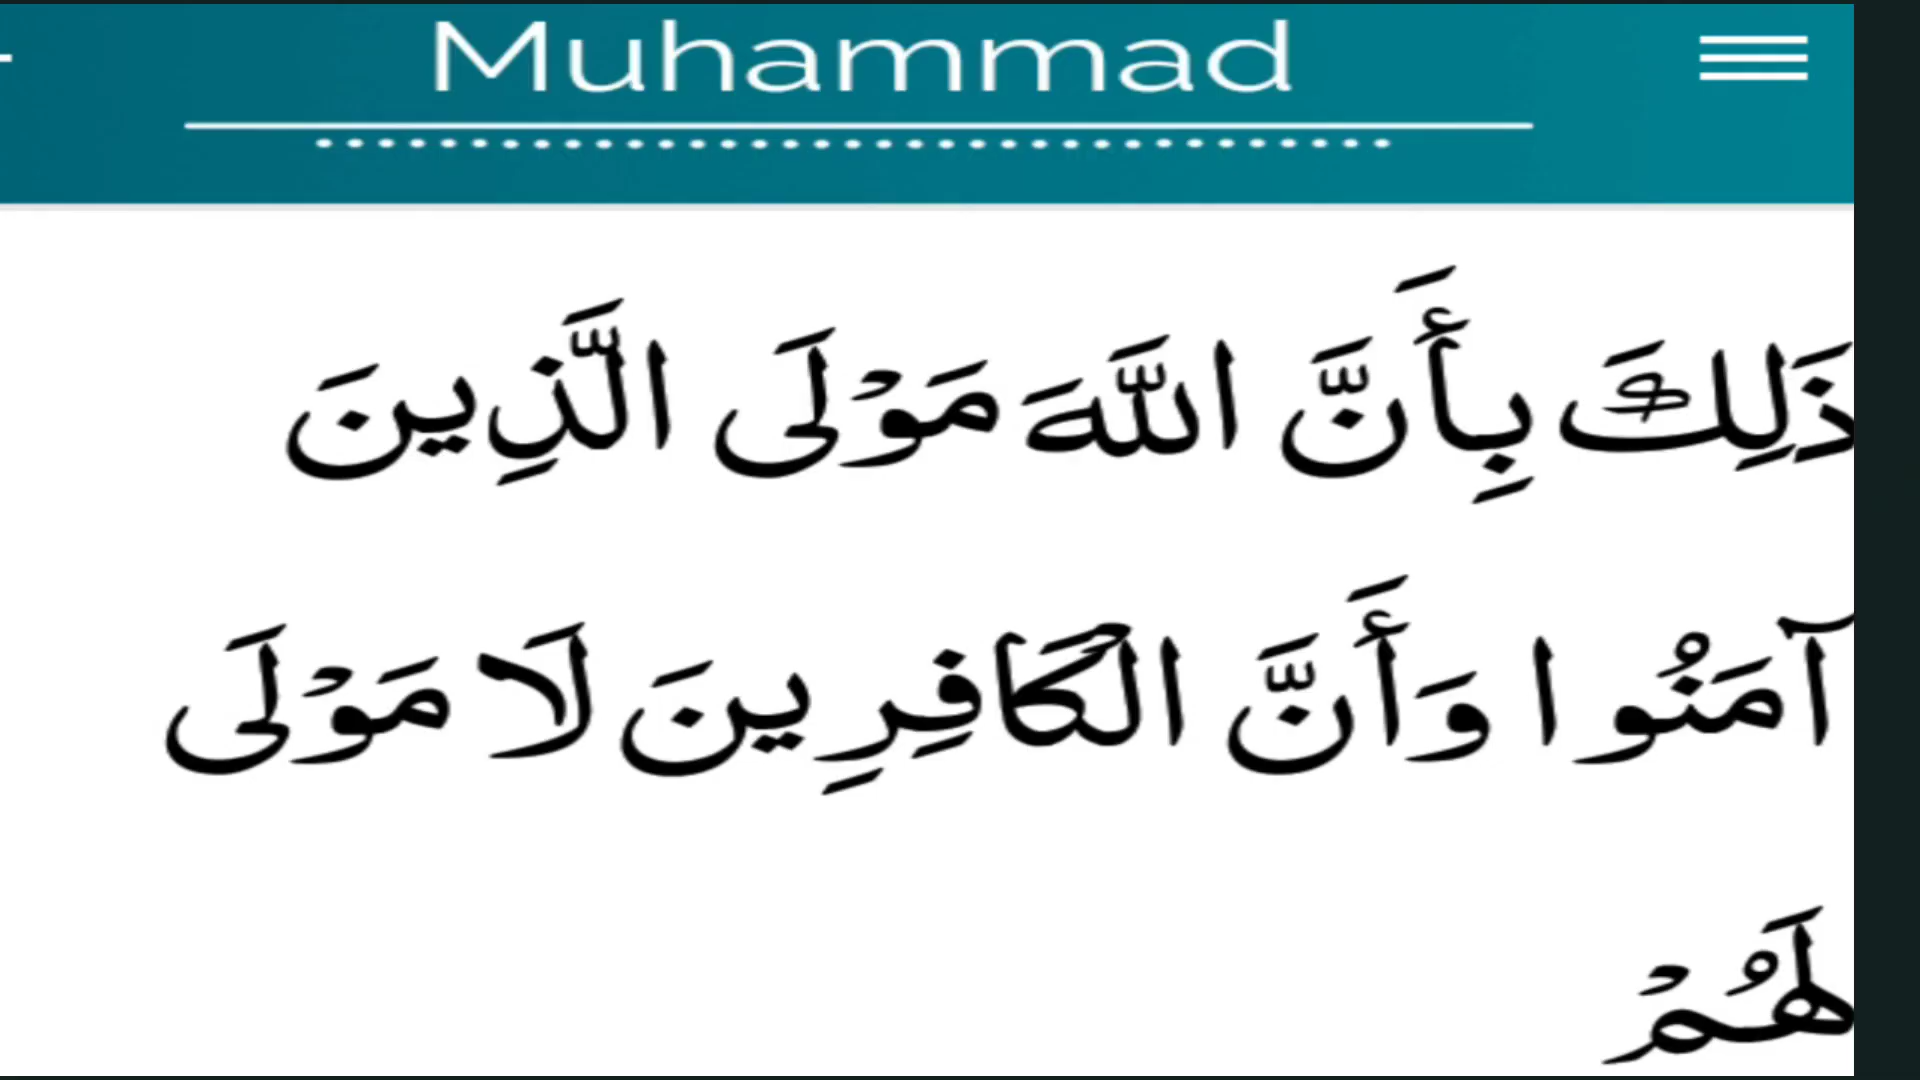 Muhammad
ذَلِكَ بِأَنَّ اللَّهَ مَوْلَى الَّذِينَ
آمَنُوا وَأَنَّ الْكَافِرِينَ لَا مَوْلَى
لَهُمْ